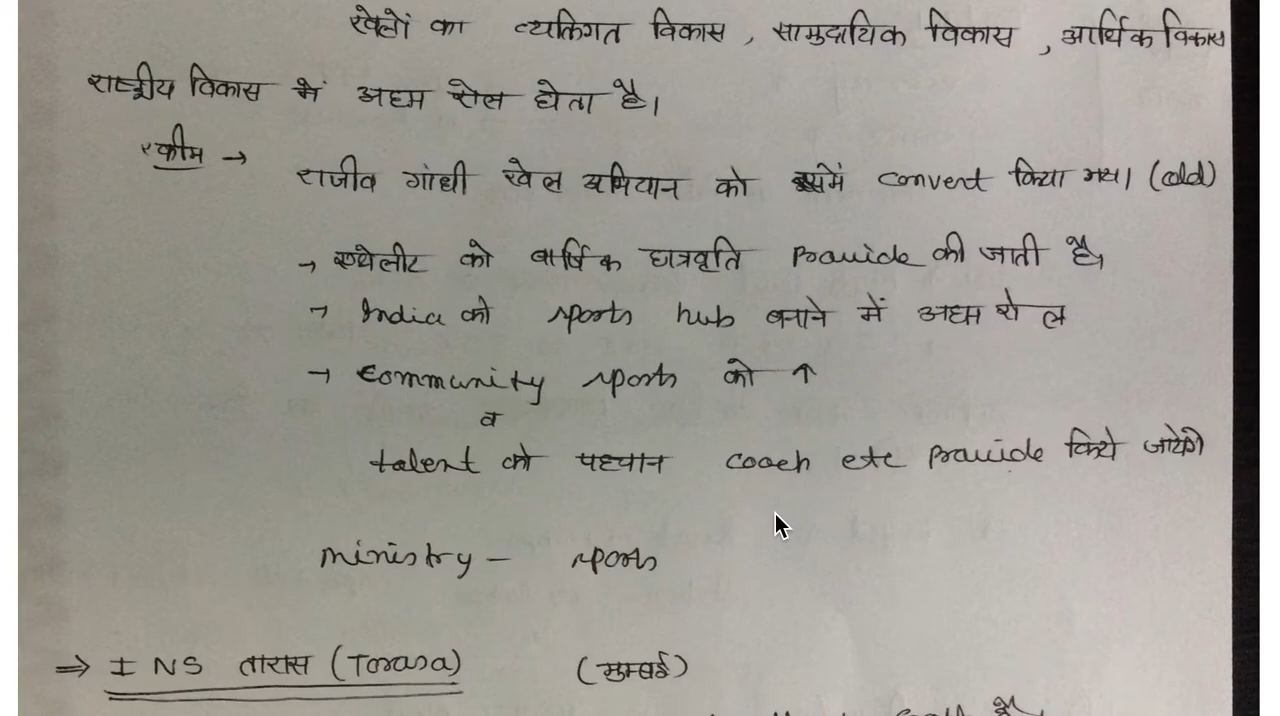 खेलों का व्यक्तिगत विकास , सामुदायिक विकास , आर्थिक विकास
राष्ट्रीय विकास में अहम रोल होता है।
स्कीम → राजीव गांधी खेल अभियान को इसमें convert किया गया। (old)
→ एथेलीट को वार्षिक छात्रवृति Provide की जाती है,
→ India को sports hub बनाने में अहम रोल
→ community sports को ↑
व
talent को पहचान coach etc provide किये जायेंगे
ministry - sports
⇒ INS तारासा (Tarasa) (मुम्बई)